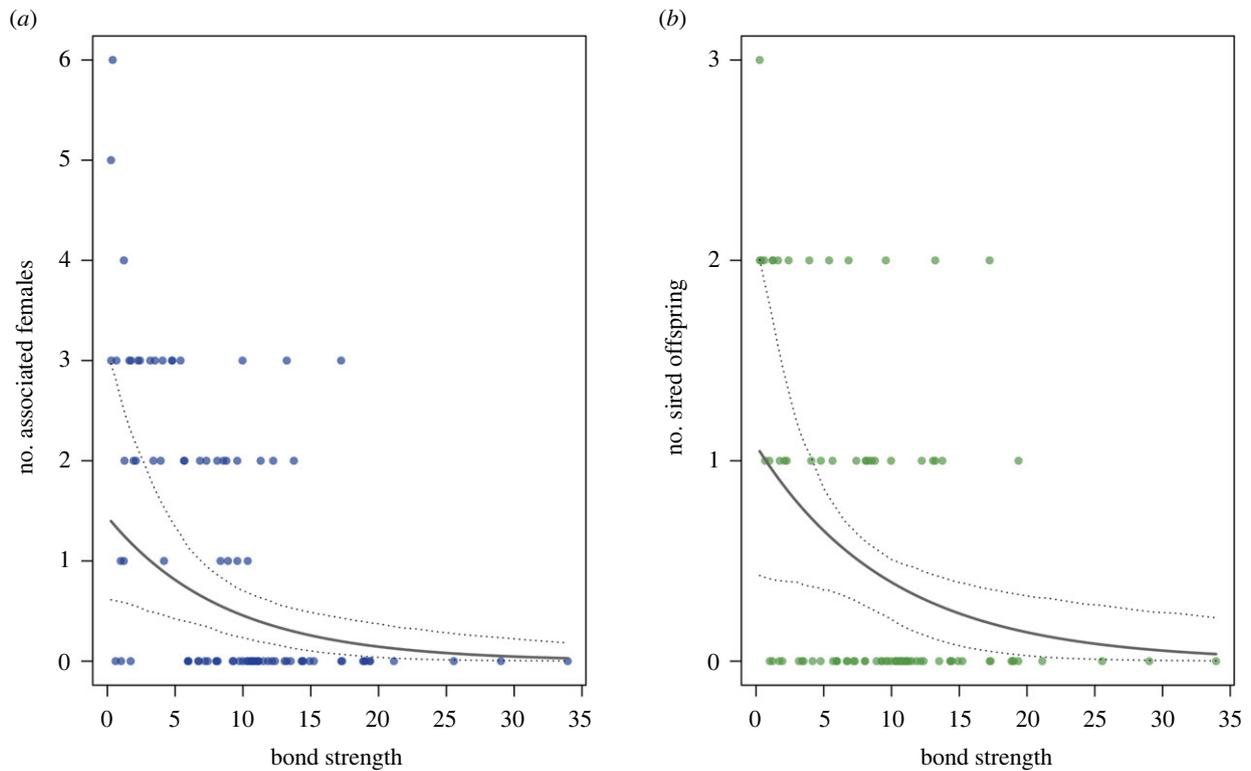 (a)
6
5
4
3
2
1
0
no. associated females
0 5 10 15 20 25 30 35
bond strength
(b)
3
2
1
0
no. sired offspring
0 5 10 15 20 25 30 35
bond strength